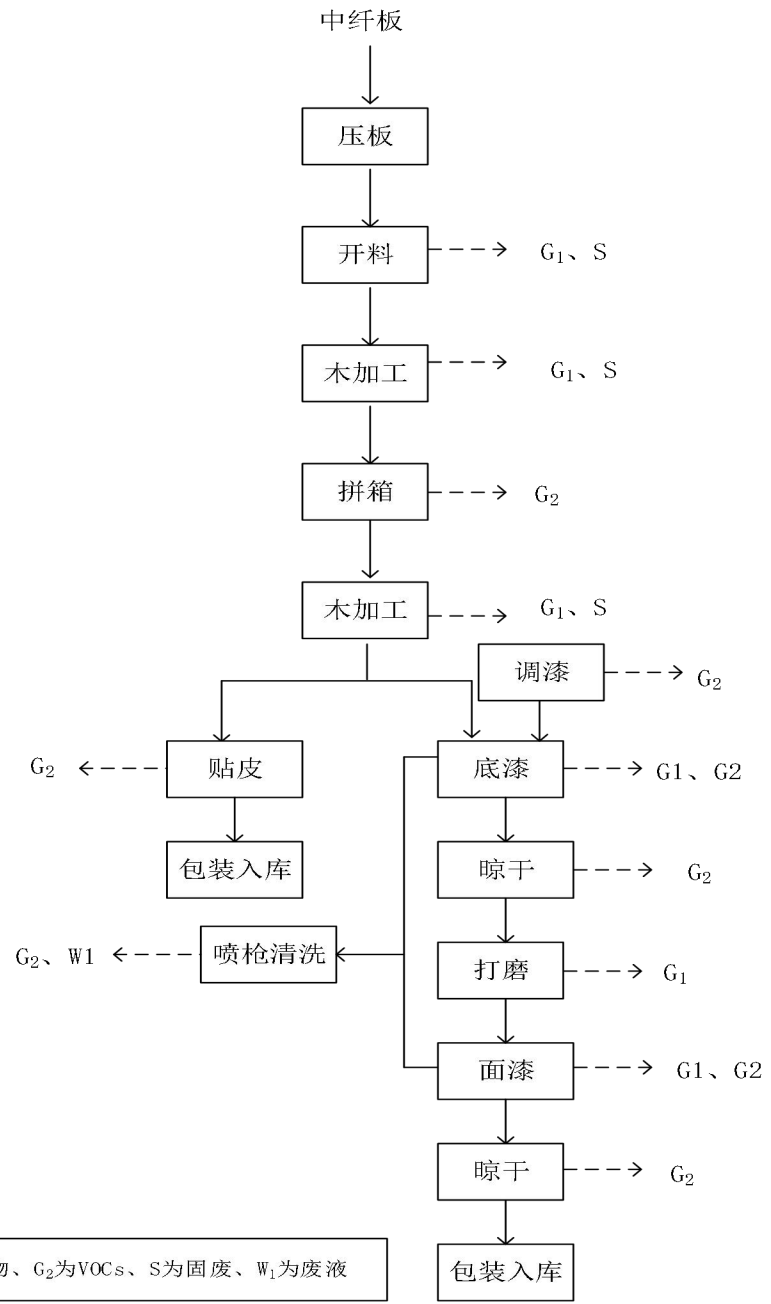 中纤板
压板
开料
G₁、S
木加工
G₁、S
拼箱
G₂
木加工
G₁、S
调漆
G₂
G₂
贴皮
底漆
G1、G2
包装入库
晾干
G₂
G₂、W1
喷枪清洗
打磨
G₁
面漆
G1、G2
晾干
G₂
、G₂为VOCs、S为固废、W₁为废液
包装入库